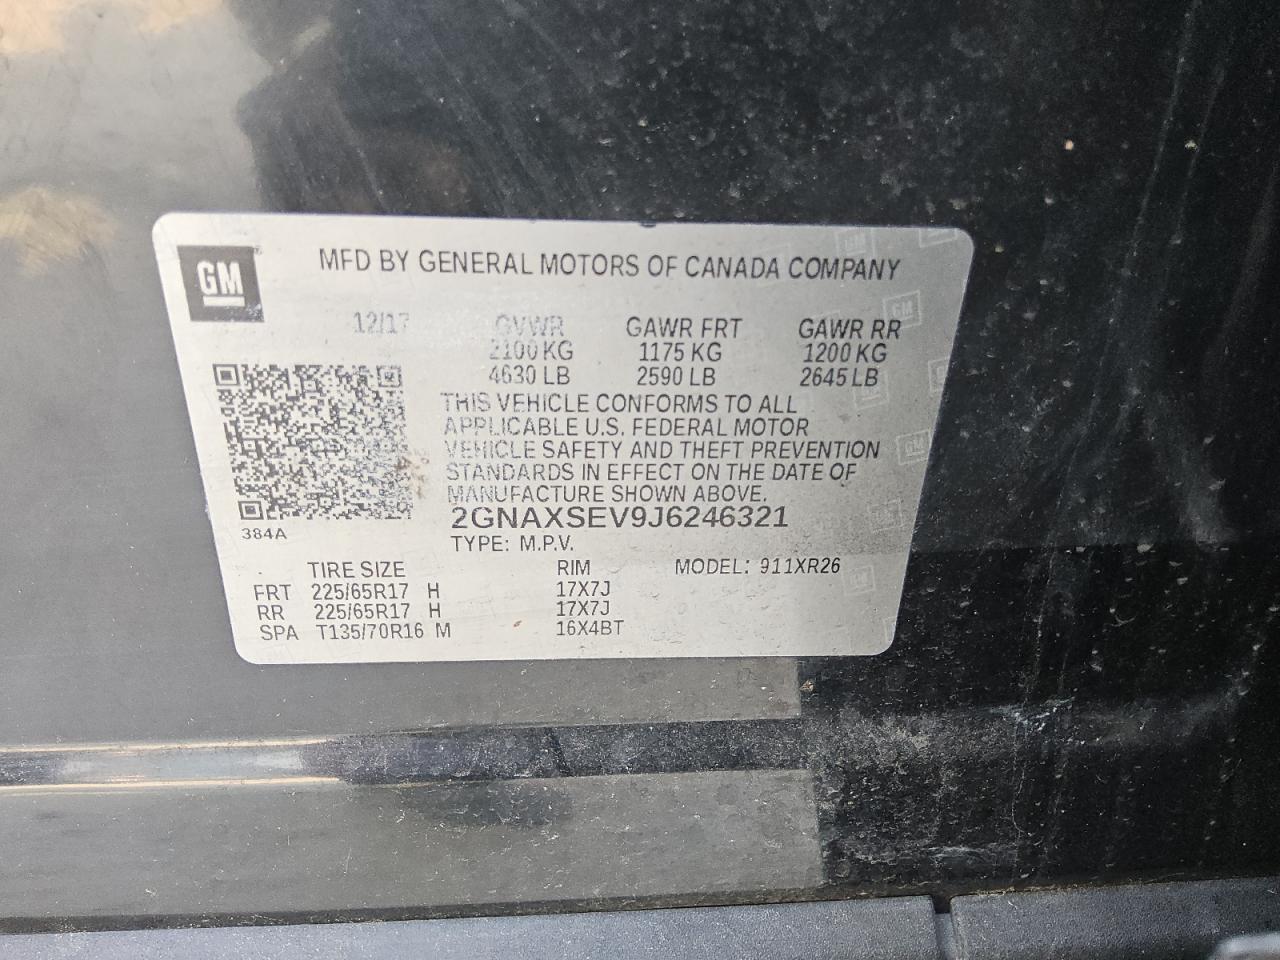 GM
MFD BY GENERAL MOTORS OF CANADA COMPANY
12/17 GVWR GAWR FRT GAWR RR
2100 KG 1175 KG 1200 KG
4630 LB 2590 LB 2645 LB
THIS VEHICLE CONFORMS TO ALL
APPLICABLE U.S. FEDERAL MOTOR
VEHICLE SAFETY AND THEFT PREVENTION
STANDARDS IN EFFECT ON THE DATE OF
MANUFACTURE SHOWN ABOVE.
2GNAXSEV9J6246321
384A
TYPE: M.P.V.
TIRE SIZE RIM MODEL: 911XR26
FRT 225/65R17 H 17X7J
RR 225/65R17 H 17X7J
SPA T135/70R16 M 16X4BT